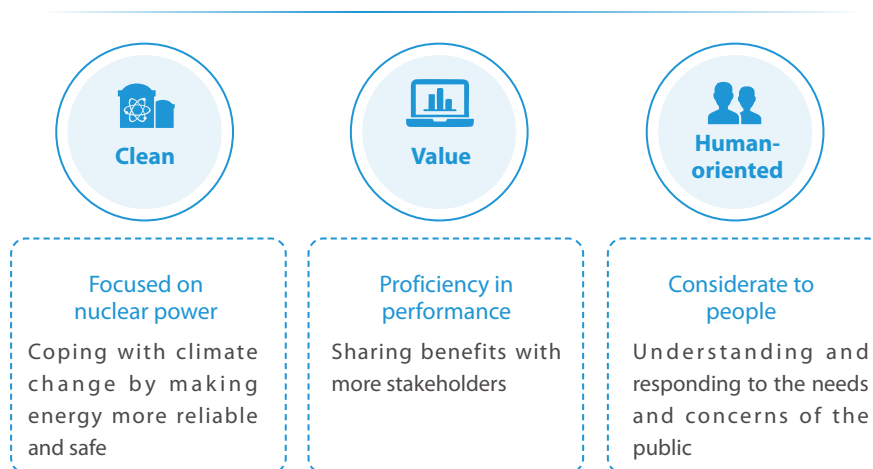 Clean
Value
Human-
oriented
Focused on
nuclear power
Coping with climate
change by making
energy more reliable
and safe
Proficiency in
performance
Sharing benefits with
more stakeholders
Considerate to
people
Understanding and
responding to the needs
and concerns of the
public